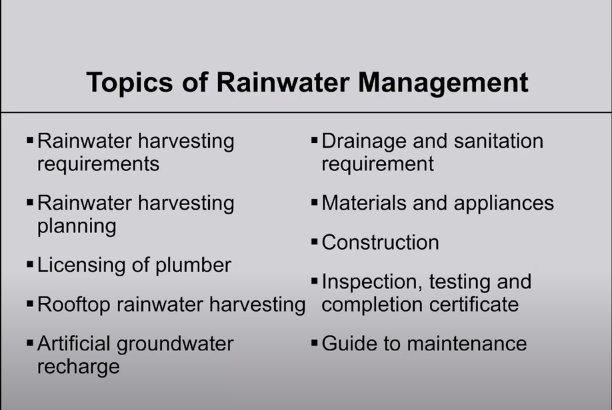 Topics of Rainwater Management
▪Rainwater harvesting
requirements
▪Rainwater harvesting
planning
▪Licensing of plumber
▪Rooftop rainwater harvesting
▪Artificial groundwater
recharge
▪Drainage and sanitation
requirement
▪Materials and appliances
▪Construction
▪Inspection, testing and
completion certificate
▪Guide to maintenance